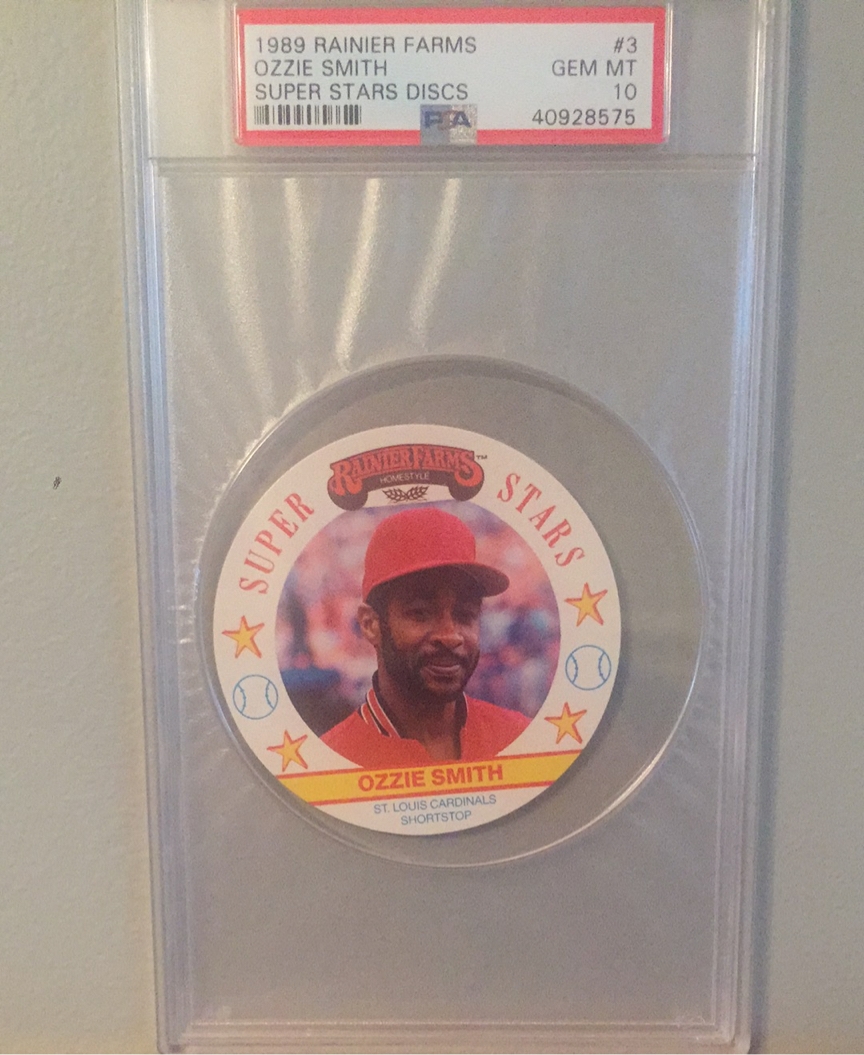 1989 RAINIER FARMS #3
OZZIE SMITH GEM MT
SUPER STARS DISCS 10
PSA 40928575
RAINIER FARMS™
HOMESTYLE
SUPER STARS
OZZIE SMITH
ST. LOUIS CARDINALS
SHORTSTOP